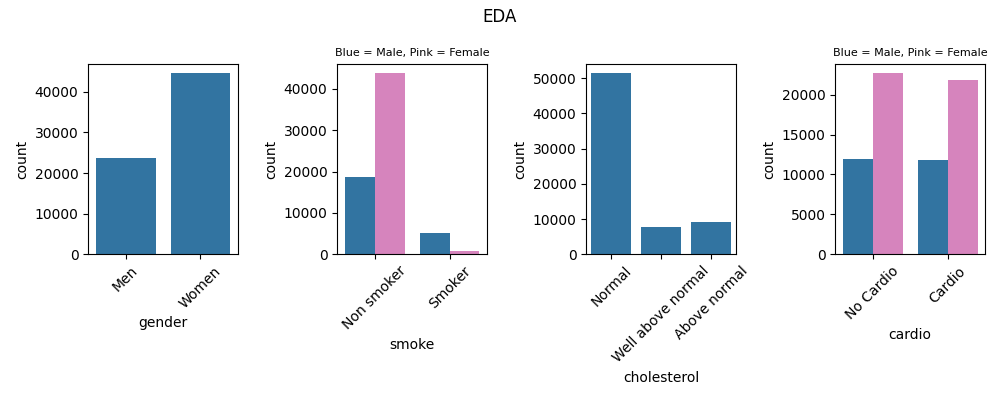 EDA
count
40000
30000
20000
10000
0
Men
Women
gender
Blue = Male, Pink = Female
count
40000
30000
20000
10000
0
Non smoker
Smoker
smoke
count
50000
40000
30000
20000
10000
0
Normal
Well above normal
Above normal
cholesterol
Blue = Male, Pink = Female
count
20000
15000
10000
5000
0
No Cardio
Cardio
cardio